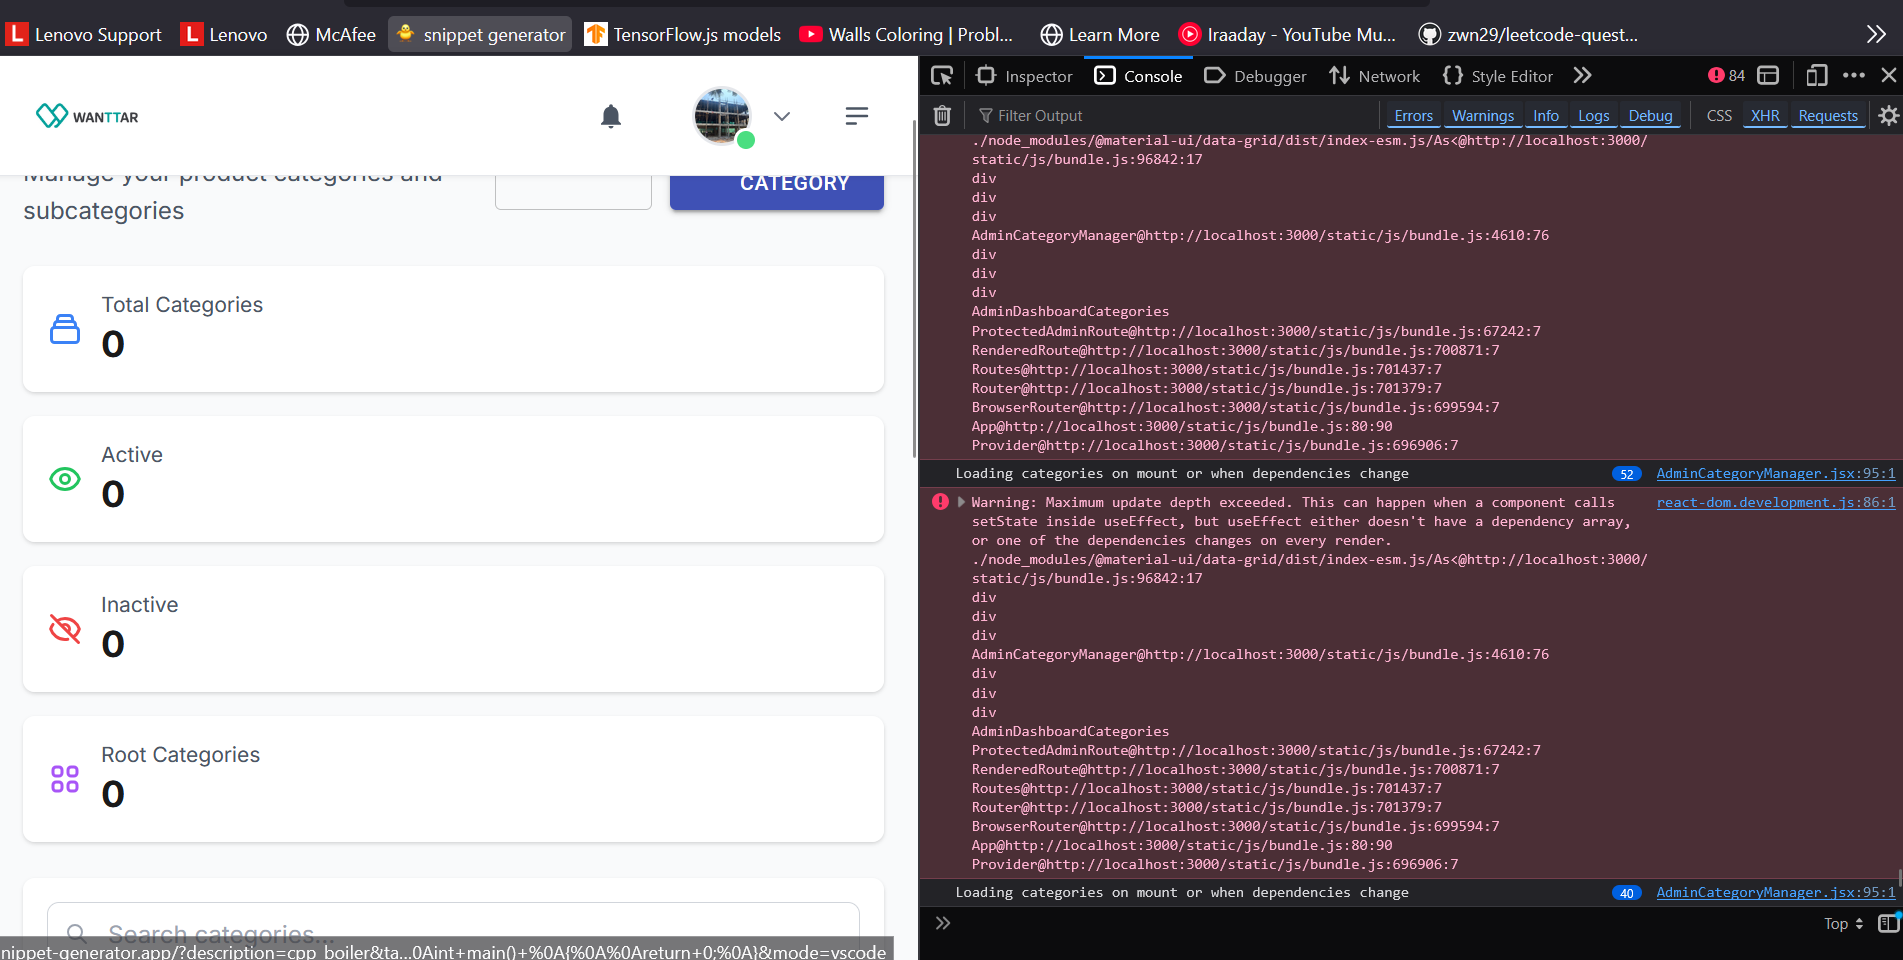 Lenovo Support
Lenovo
McAfee
snippet generator
TensorFlow.js models
Walls Coloring | Probl...
Learn More
Iraaday - YouTube Mu...
zwn29/leetcode-quest...
WANTTAR
Manage your product categories and
subcategories
CATEGORY
Total Categories
0
Active
0
Inactive
0
Root Categories
0
Search categories...
nippet-generator.app/?description=cpp_boiler&ta...0Aint+main()+%0A{%0A%0Areturn+0;%0A}&mode=vscode
Inspector
Console
Debugger
Network
Style Editor
84
Filter Output
Errors
Warnings
Info
Logs
Debug
CSS
XHR
Requests
./node_modules/@material-ui/data-grid/dist/index-esm.js/As<@http://localhost:3000/
static/js/bundle.js:96842:17
div
div
div
AdminCategoryManager@http://localhost:3000/static/js/bundle.js:4610:76
div
div
div
AdminDashboardCategories
ProtectedAdminRoute@http://localhost:3000/static/js/bundle.js:67242:7
RenderedRoute@http://localhost:3000/static/js/bundle.js:700871:7
Routes@http://localhost:3000/static/js/bundle.js:701437:7
Router@http://localhost:3000/static/js/bundle.js:701379:7
BrowserRouter@http://localhost:3000/static/js/bundle.js:699594:7
App@http://localhost:3000/static/js/bundle.js:80:90
Provider@http://localhost:3000/static/js/bundle.js:696906:7
Loading categories on mount or when dependencies change
52
AdminCategoryManager.jsx:95:1
Warning: Maximum update depth exceeded. This can happen when a component calls
react-dom.development.js:86:1
setState inside useEffect, but useEffect either doesn't have a dependency array,
or one of the dependencies changes on every render.
./node_modules/@material-ui/data-grid/dist/index-esm.js/As<@http://localhost:3000/
static/js/bundle.js:96842:17
div
div
div
AdminCategoryManager@http://localhost:3000/static/js/bundle.js:4610:76
div
div
div
AdminDashboardCategories
ProtectedAdminRoute@http://localhost:3000/static/js/bundle.js:67242:7
RenderedRoute@http://localhost:3000/static/js/bundle.js:700871:7
Routes@http://localhost:3000/static/js/bundle.js:701437:7
Router@http://localhost:3000/static/js/bundle.js:701379:7
BrowserRouter@http://localhost:3000/static/js/bundle.js:699594:7
App@http://localhost:3000/static/js/bundle.js:80:90
Provider@http://localhost:3000/static/js/bundle.js:696906:7
Loading categories on mount or when dependencies change
40
AdminCategoryManager.jsx:95:1
Top